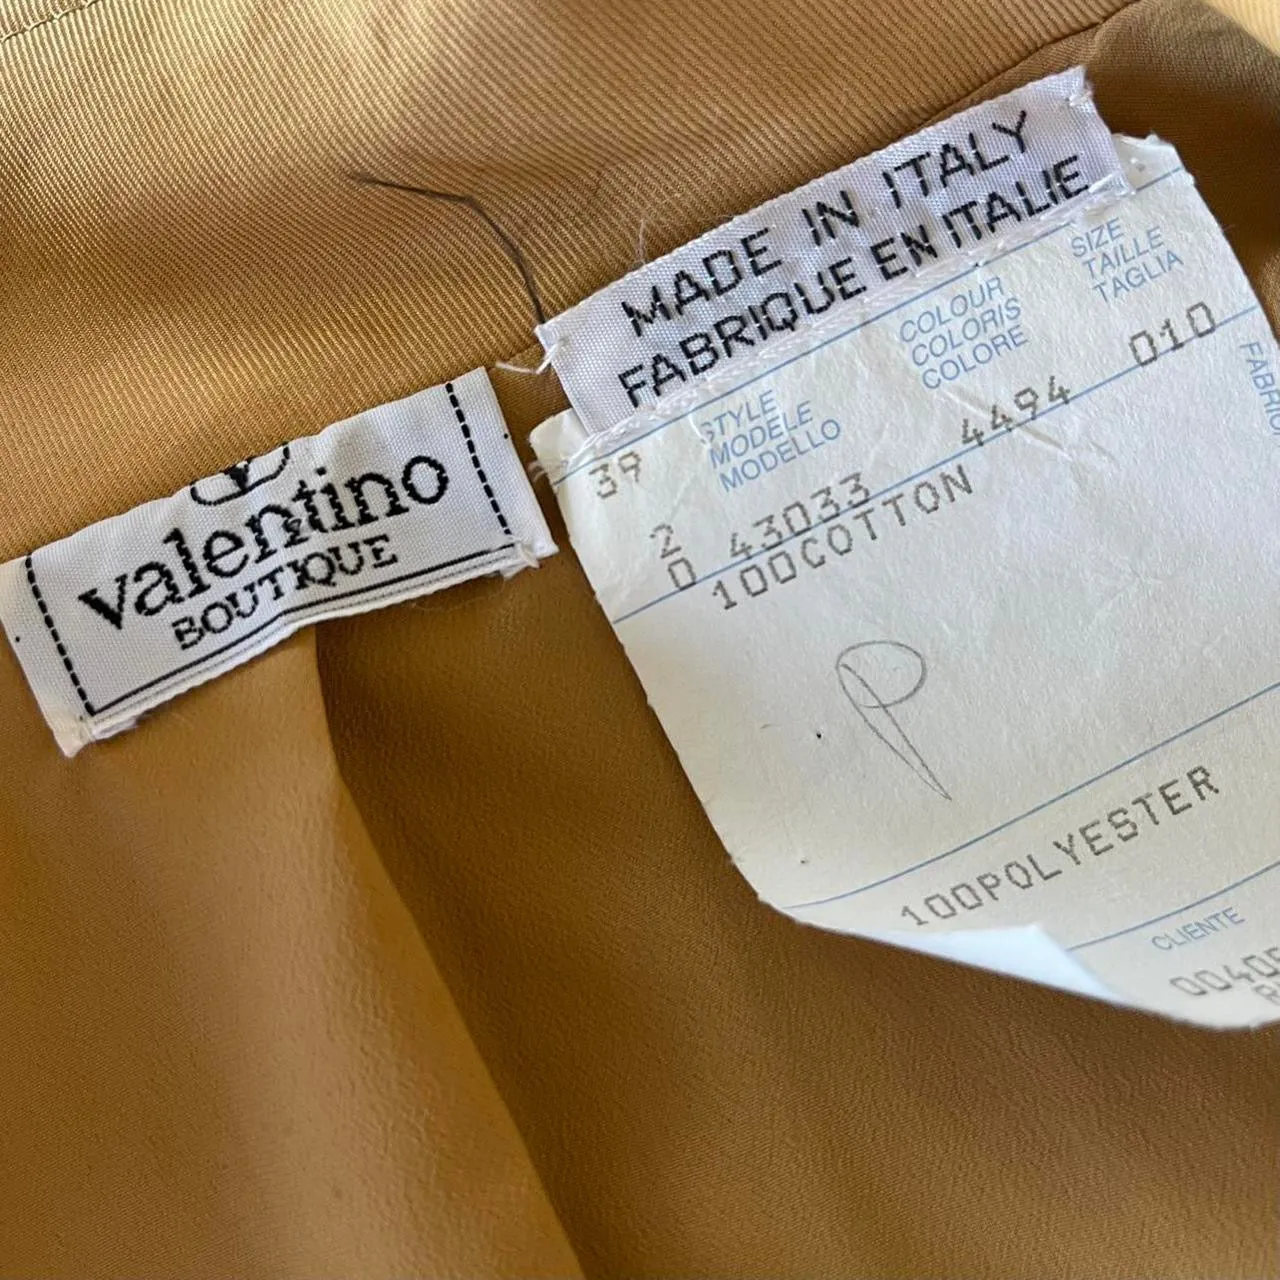 valentino
BOUTIQUE
MADE IN ITALY
FABRIQUE EN ITALIE
STYLE
MODÈLE
MODELLO
COLOUR
COLORIS
COLORE
SIZE
TAILLE
TAGLIA
39
2 43033 4494 010
0 100COTTON
P
100POLYESTER
CLIENTE